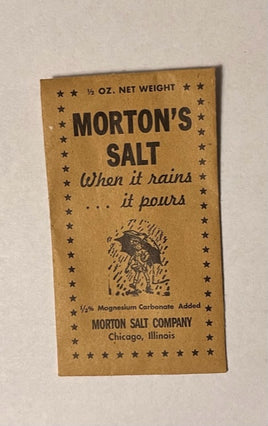 ½ OZ. NET WEIGHT
MORTON'S
SALT
When it rains
... it pours
½% Magnesium Carbonate Added
MORTON SALT COMPANY
Chicago, Illinois